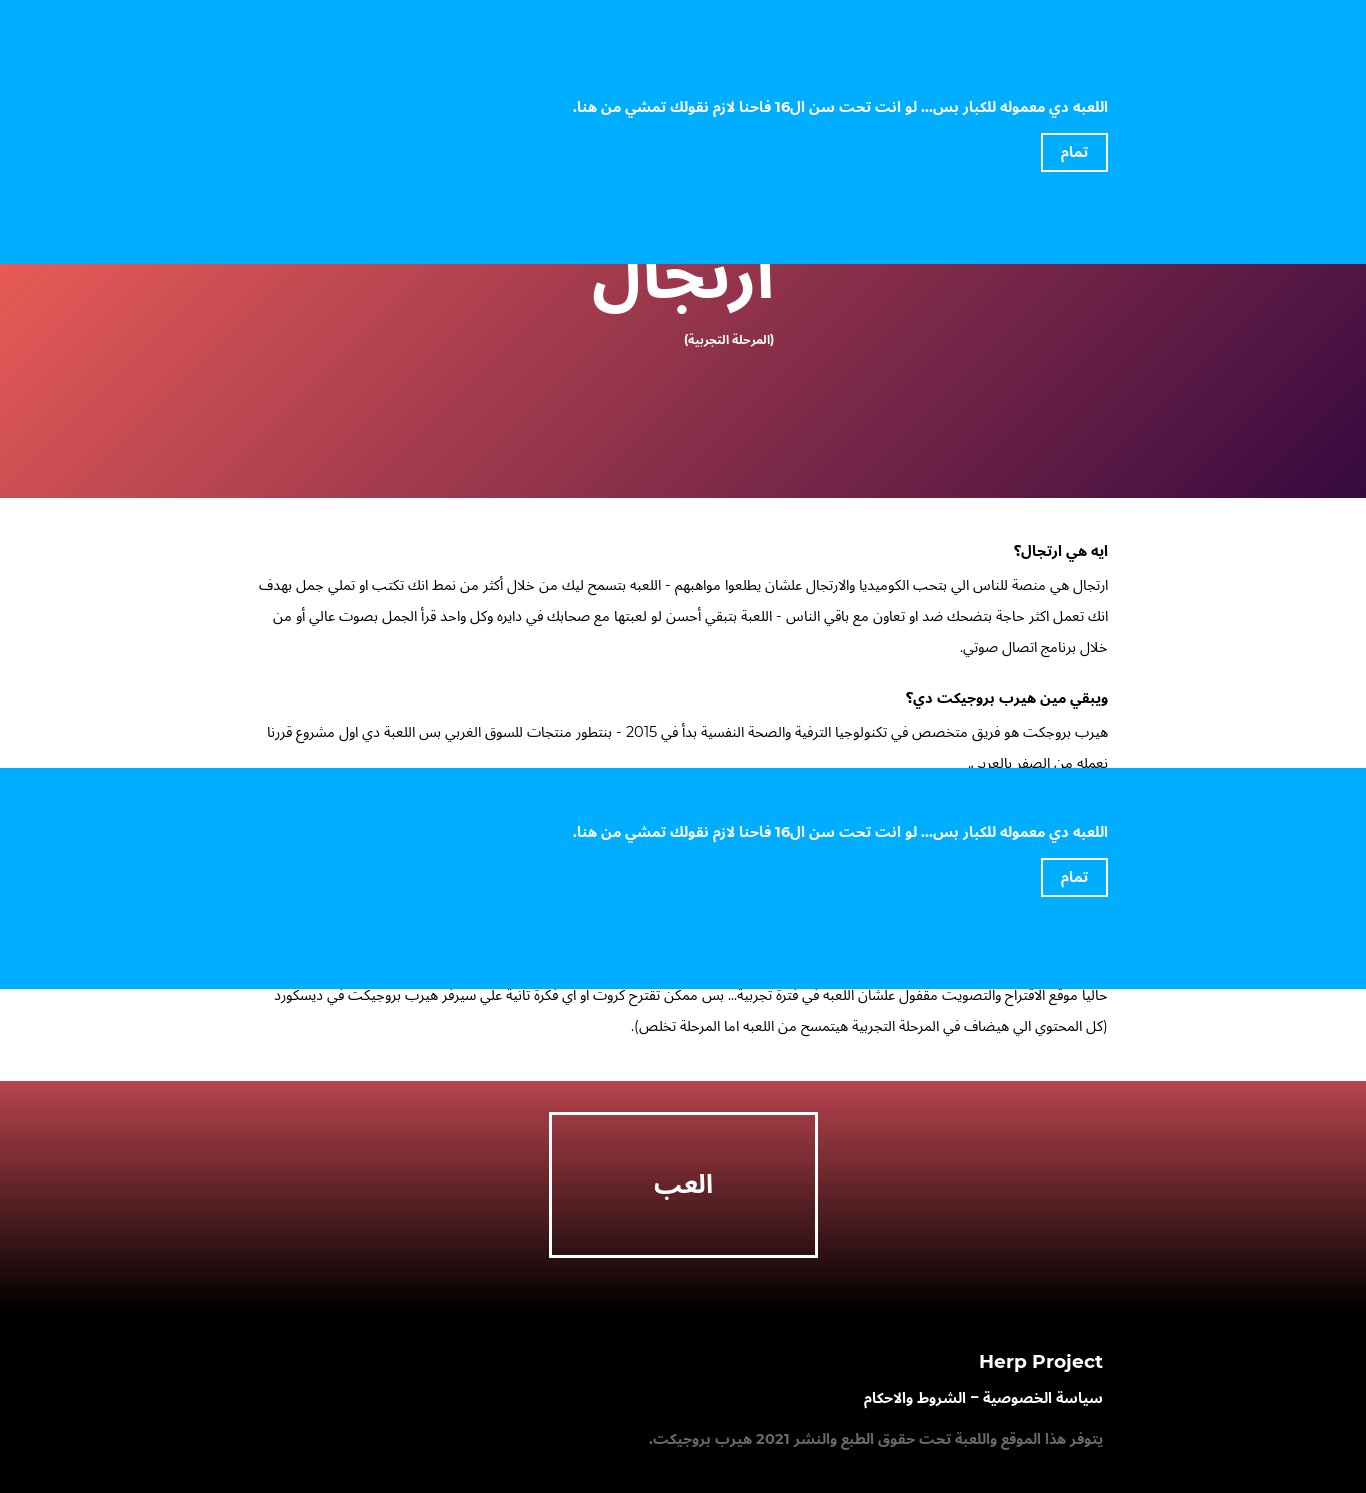 اللعبه دي معموله للكبار بس... لو انت تحت سن ال16 فاحنا لازم نقولك تمشي من هنا.
تمام
ارتجال
(المرحلة التجربية)
ايه هي ارتجال؟
ارتجال هي منصة للناس الي بتحب الكوميديا والارتجال علشان يطلعوا مواهبهم - اللعبه بتسمح ليك من خلال أكثر من نمط انك تكتب او تملي جمل بهدف
انك تعمل اكثر حاجة بتضحك ضد او تعاون مع باقي الناس - اللعبة بتبقي أحسن لو لعبتها مع صحابك في دايره وكل واحد قرأ الجمل بصوت عالي أو من
خلال برنامج اتصال صوتي.
ويبقي مين هيرب بروجيكت دي؟
هيرب بروجكت هو فريق متخصص في تكنولوجيا الترفية والصحة النفسية بدأ في 2015 - بنتطور منتجات للسوق الغربي بس اللعبة دي اول مشروع قررنا
نعمله من الصفر بالعربي.
اللعبه دي معموله للكبار بس... لو انت تحت سن ال16 فاحنا لازم نقولك تمشي من هنا.
تمام
حاليا موقع الاقتراح والتصويت مقفول علشان اللعبه في فترة تجربية... بس ممكن تقترح كروت او اي فكرة تانية علي سيرفر هيرب بروجيكت في ديسكورد
(كل المحتوي الي هيضاف في المرحلة التجربية هيتمسح من اللعبه اما المرحلة تخلص).
العب
Herp Project
سياسة الخصوصية – الشروط والاحكام
يتوفر هذا الموقع واللعبة تحت حقوق الطبع والنشر 2021 هيرب بروجيكت.